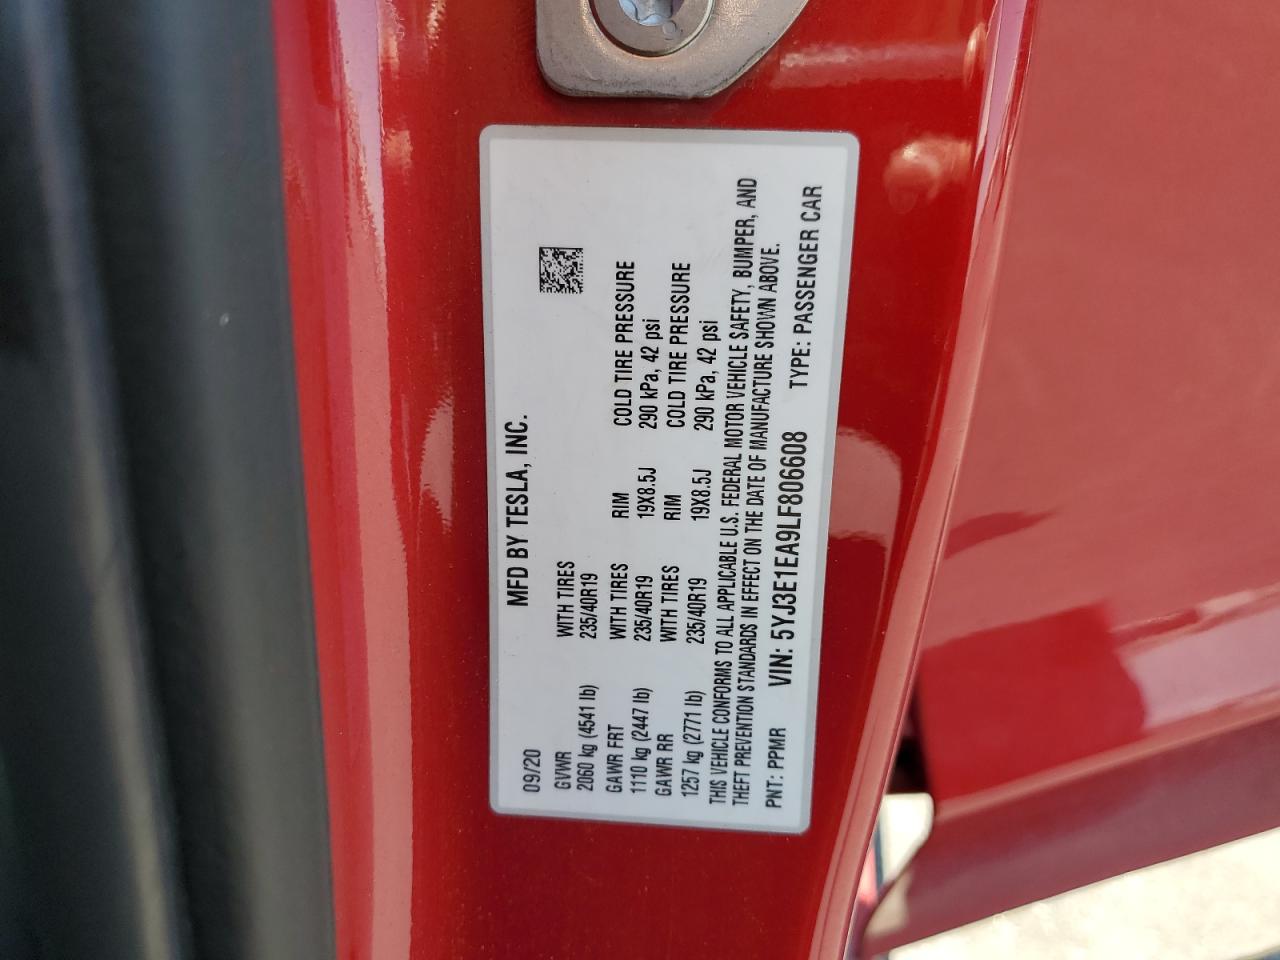 09/20 MFD BY TESLA, INC.
GVWR WITH TIRES
2060 kg (4541 lb) 235/40R19
GAWR FRT WITH TIRES RIM COLD TIRE PRESSURE
1110 kg (2447 lb) 235/40R19 19X8.5J 290 kPa, 42 psi
GAWR RR WITH TIRES RIM COLD TIRE PRESSURE
1257 kg (2771 lb) 235/40R19 19X8.5J 290 kPa, 42 psi
THIS VEHICLE CONFORMS TO ALL APPLICABLE U.S. FEDERAL MOTOR VEHICLE SAFETY, BUMPER, AND
THEFT PREVENTION STANDARDS IN EFFECT ON THE DATE OF MANUFACTURE SHOWN ABOVE.
PNT: PPMR VIN: 5YJ3E1EA9LF806608 TYPE: PASSENGER CAR